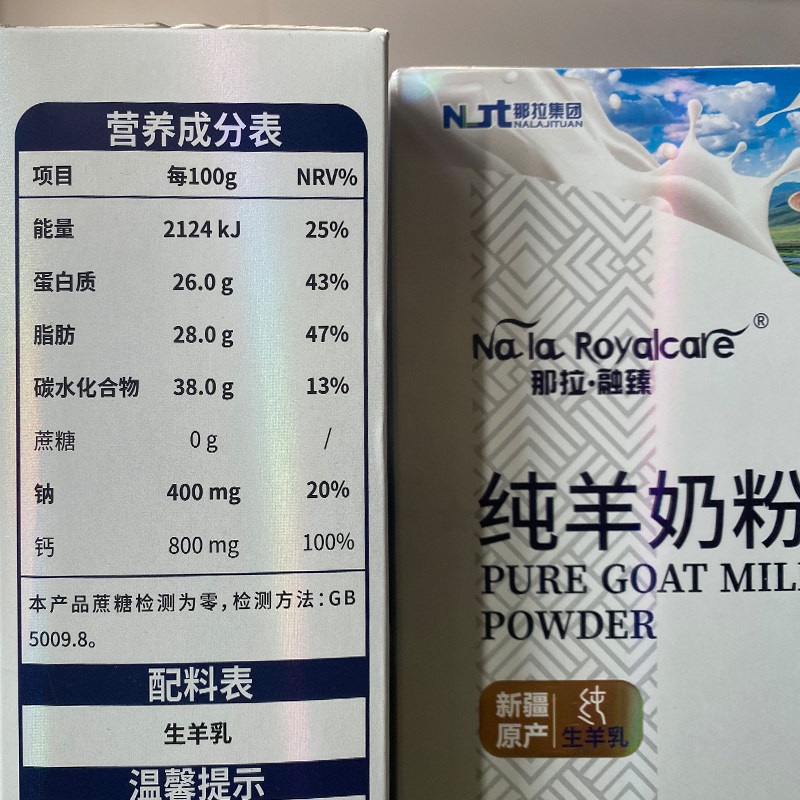 营养成分表
项目 每100g NRV%
能量 2124 kJ 25%
蛋白质 26.0 g 43%
脂肪 28.0 g 47%
碳水化合物 38.0 g 13%
蔗糖 0 g /
钠 400 mg 20%
钙 800 mg 100%
本产品蔗糖检测为零，检测方法：GB
5009.8。
配料表
生羊乳
温馨提示
那拉集团
NALAJITUAN
Nala Royalcare ®
那拉·融臻
纯羊奶粉
PURE GOAT MIL
POWDER
新疆
原产
纯
生羊乳